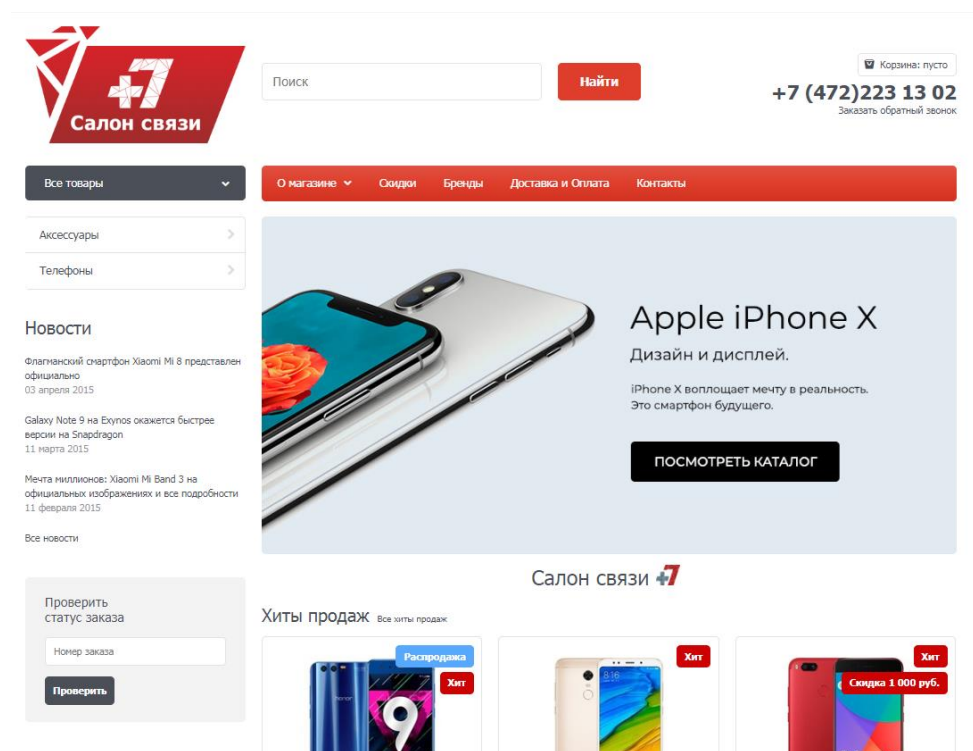 +7
Салон связи
Поиск
Найти
Корзина: пусто
+7 (472)223 13 02
Заказать обратный звонок
Все товары
О магазине
Скидки
Бренды
Доставка и Оплата
Контакты
Аксессуары
Телефоны
Новости
Флагманский смартфон Xiaomi Mi 8 представлен
официально
03 апреля 2015
Galaxy Note 9 на Exynos окажется быстрее
версии на Snapdragon
11 марта 2015
Мечта миллионов: Xiaomi Mi Band 3 на
официальных изображениях и все подробности
11 февраля 2015
Все новости
Проверить
статус заказа
Номер заказа
Проверить
Apple iPhone X
Дизайн и дисплей.
iPhone X воплощает мечту в реальность.
Это смартфон будущего.
ПОСМОТРЕТЬ КАТАЛОГ
Салон связи +7
Хиты продаж Все хиты продаж
Распродажа
Хит
honor
9
Хит
8:16
Хит
Скидка 1 000 руб.